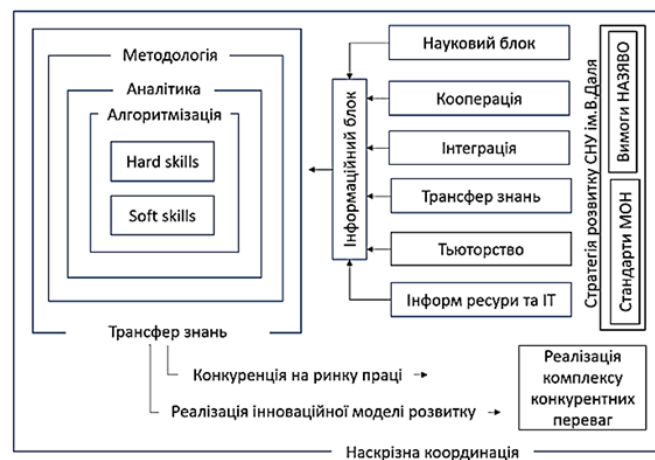 Методологія
Аналітика
Алгоритмізація
Hard skills
Soft skills
Трансфер знань
Інформаційний блок
Науковий блок
Кооперація
Інтеграція
Трансфер знань
Тьюторство
Інформ ресури та ІТ
Стратегія розвитку СНУ ім.В.Даля
Вимоги НАЗЯВО
Стандарти МОН
Конкуренція на ринку праці
Реалізація інноваційної моделі розвитку
Реалізація
комплексу
конкурентних
переваг
Наскрізна координація